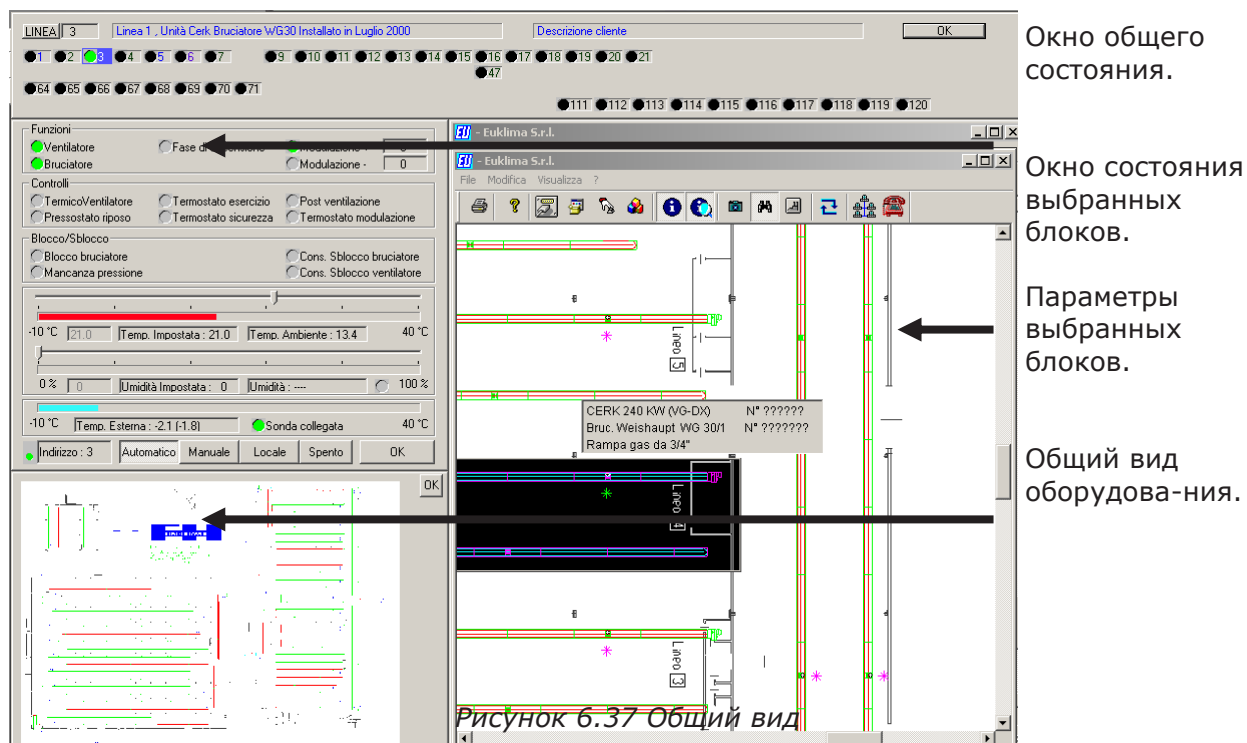 LINEA 3 Linea 1 , Unità Cerk Bruciatore WG30 Installato in Luglio 2000 Descrizione cliente OK
1 2 3 4 5 6 7 9 10 11 12 13 14 15 16 17 18 19 20 21
47
64 65 66 67 68 69 70 71
111 112 113 114 115 116 117 118 119 120
Funzioni
Ventilatore Fase di
Bruciatore Modulazione - 0
Controlli
TermicoVentilatore Termostato esercizio Post ventilazione
Pressostato riposo Termostato sicurezza Termostato modulazione
Blocco/Sblocco
Blocco bruciatore Cons. Sblocco bruciatore
Mancanza pressione Cons. Sblocco ventilatore
-10 °C 21.0 Temp. Impostata : 21.0 Temp. Ambiente : 13.4 40 °C
0 % 0 Umidità Impostata : 0 Umidità : ---- 100 %
-10 °C Temp. Esterna : -2.1 (-1.8) Sonda collegata 40 °C
Indirizzo : 3 Automatico Manuale Locale Spento OK
OK
EU - Euklima S.r.l.
EU - Euklima S.r.l.
File Modifica Visualizza ?
Linea 5
CERK 240 KW (VG-DX) N° ??????
Bruc. Weishaupt WG 30/1 N° ???????
Rampa gas da 3/4"
Linea 4
Linea 3
Рисунок 6.37 Общий вид
Окно общего
состояния.
Окно состояния
выбранных
блоков.
Параметры
выбранных
блоков.
Общий вид
оборудова-ния.